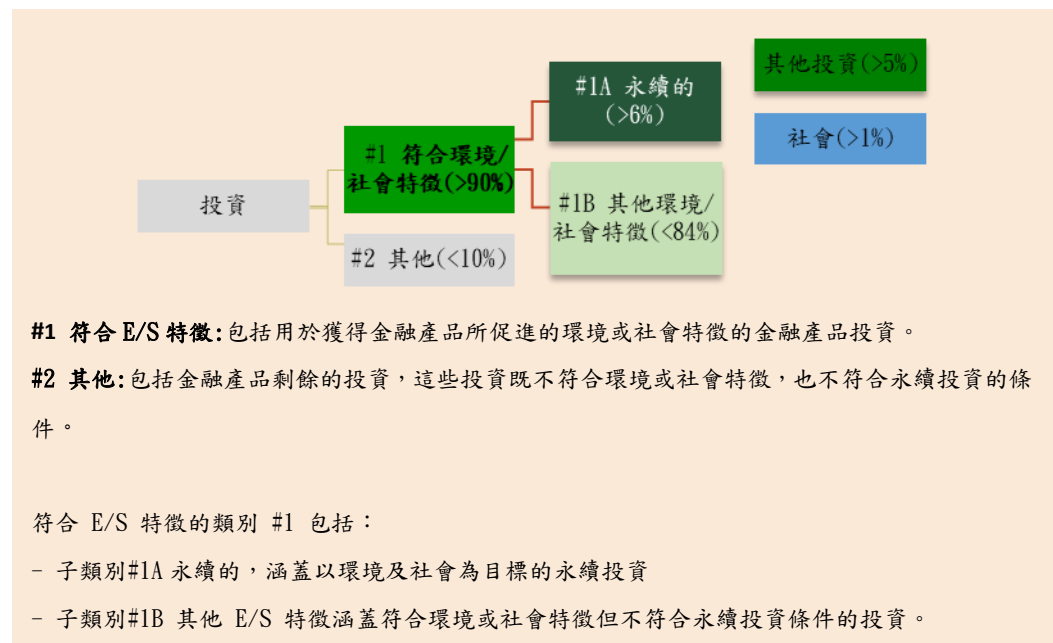 其他投資(>5%)
#1A 永續的
(>6%)
社會(>1%)
#1 符合環境/
社會特徵(>90%)
投資
#1B 其他環境/
社會特徵(<84%)
#2 其他(<10%)
#1 符合 E/S 特徵:包括用於獲得金融產品所促進的環境或社會特徵的金融產品投資。
#2 其他:包括金融產品剩餘的投資，這些投資既不符合環境或社會特徵，也不符合永續投資的條
件。
符合 E/S 特徵的類別 #1 包括：
- 子類別#1A 永續的，涵蓋以環境及社會為目標的永續投資
- 子類別#1B 其他 E/S 特徵涵蓋符合環境或社會特徵但不符合永續投資條件的投資。